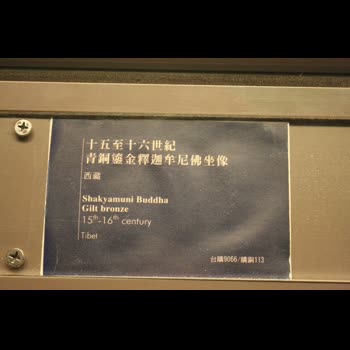 十五至十六世紀
青銅鎏金釋迦牟尼佛坐像
西藏
Shakyamuni Buddha
Gilt bronze
15th-16th century
Tibet
台購9066/購銅113